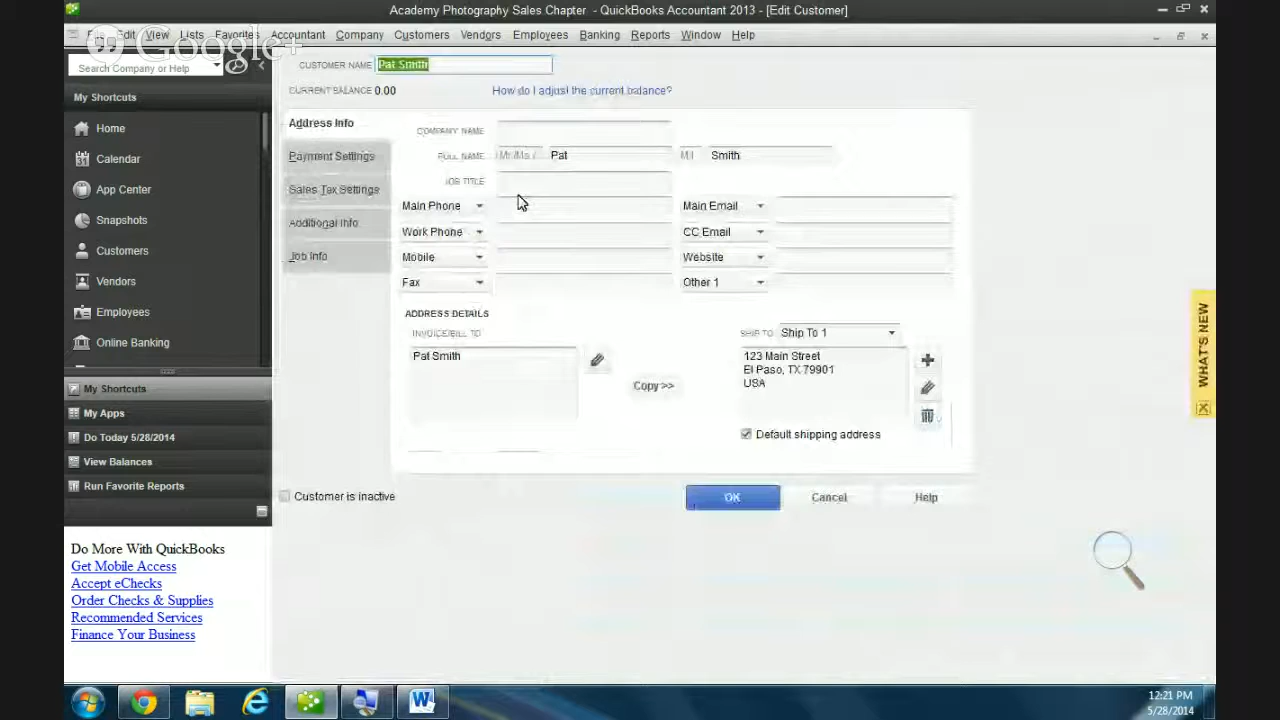 Academy Photography Sales Chapter - QuickBooks Accountant 2013 - [Edit Customer]
Edit View Lists Favorites Accountant Company Customers Vendors Employees Banking Reports Window Help
Google+
Search Company or Help
CUSTOMER NAME Pat Smith
CURRENT BALANCE 0.00 How do I adjust the current balance?
My Shortcuts
Home
Calendar
App Center
Snapshots
Customers
Vendors
Employees
Online Banking
My Shortcuts
My Apps
Do Today 5/28/2014
View Balances
Run Favorite Reports
Do More With QuickBooks
Get Mobile Access
Accept eChecks
Order Checks & Supplies
Recommended Services
Finance Your Business
Address Info
Payment Settings
Sales Tax Settings
Additional Info
Job Info
COMPANY NAME
FULL NAME Mr./Ms./ Pat M.I. Smith
JOB TITLE
Main Phone Main Email
Work Phone CC Email
Mobile Website
Fax Other 1
ADDRESS DETAILS
INVOICE/BILL TO SHIP TO Ship To 1
Pat Smith
Copy >>
123 Main Street
El Paso, TX 79901
USA
Default shipping address
Customer is inactive OK Cancel Help
WHAT'S NEW
12:21 PM
5/28/2014